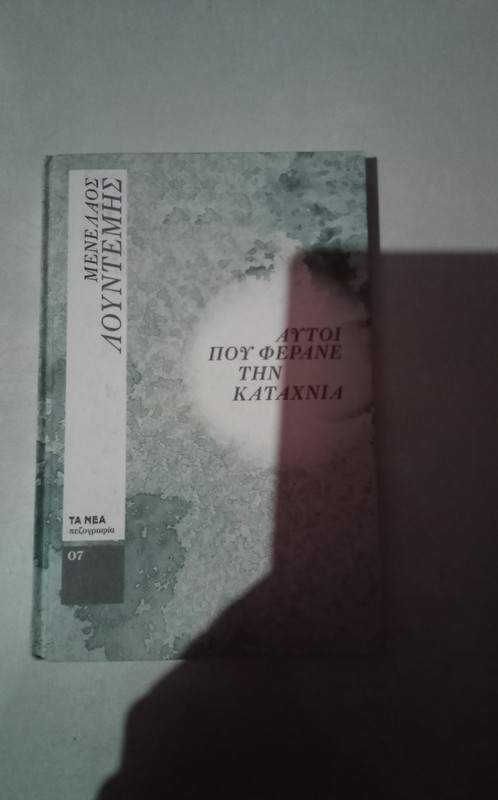 ΜΕΝΕΛΑΟΣ
ΛΟΥΝΤΕΜΗΣ
ΑΥΤΟΙ
ΠΟΥ ΦΕΡΑΝΕ
ΤΗΝ
ΚΑΤΑΧΝΙΑ
ΤΑ ΝΕΑ
πεζογραφία
07